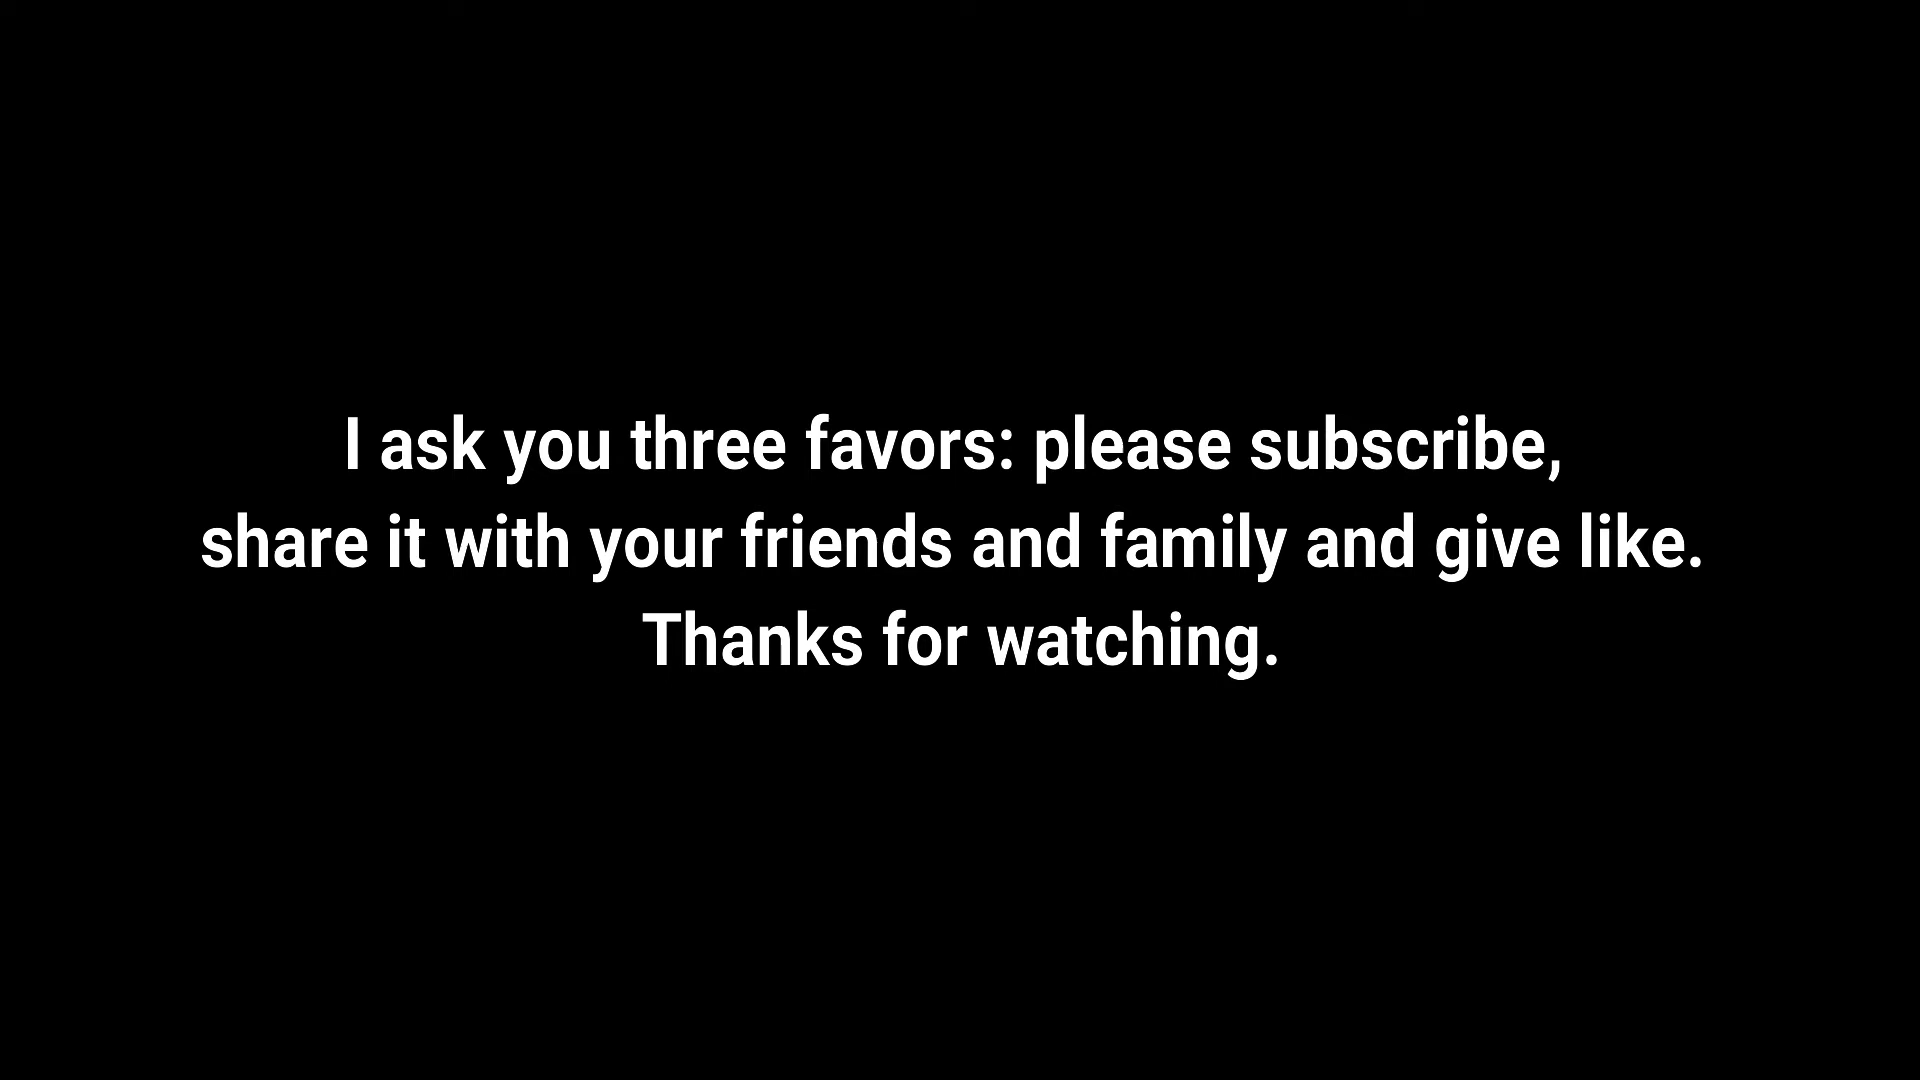 I ask you three favors: please subscribe,
share it with your friends and family and give like.
Thanks for watching.